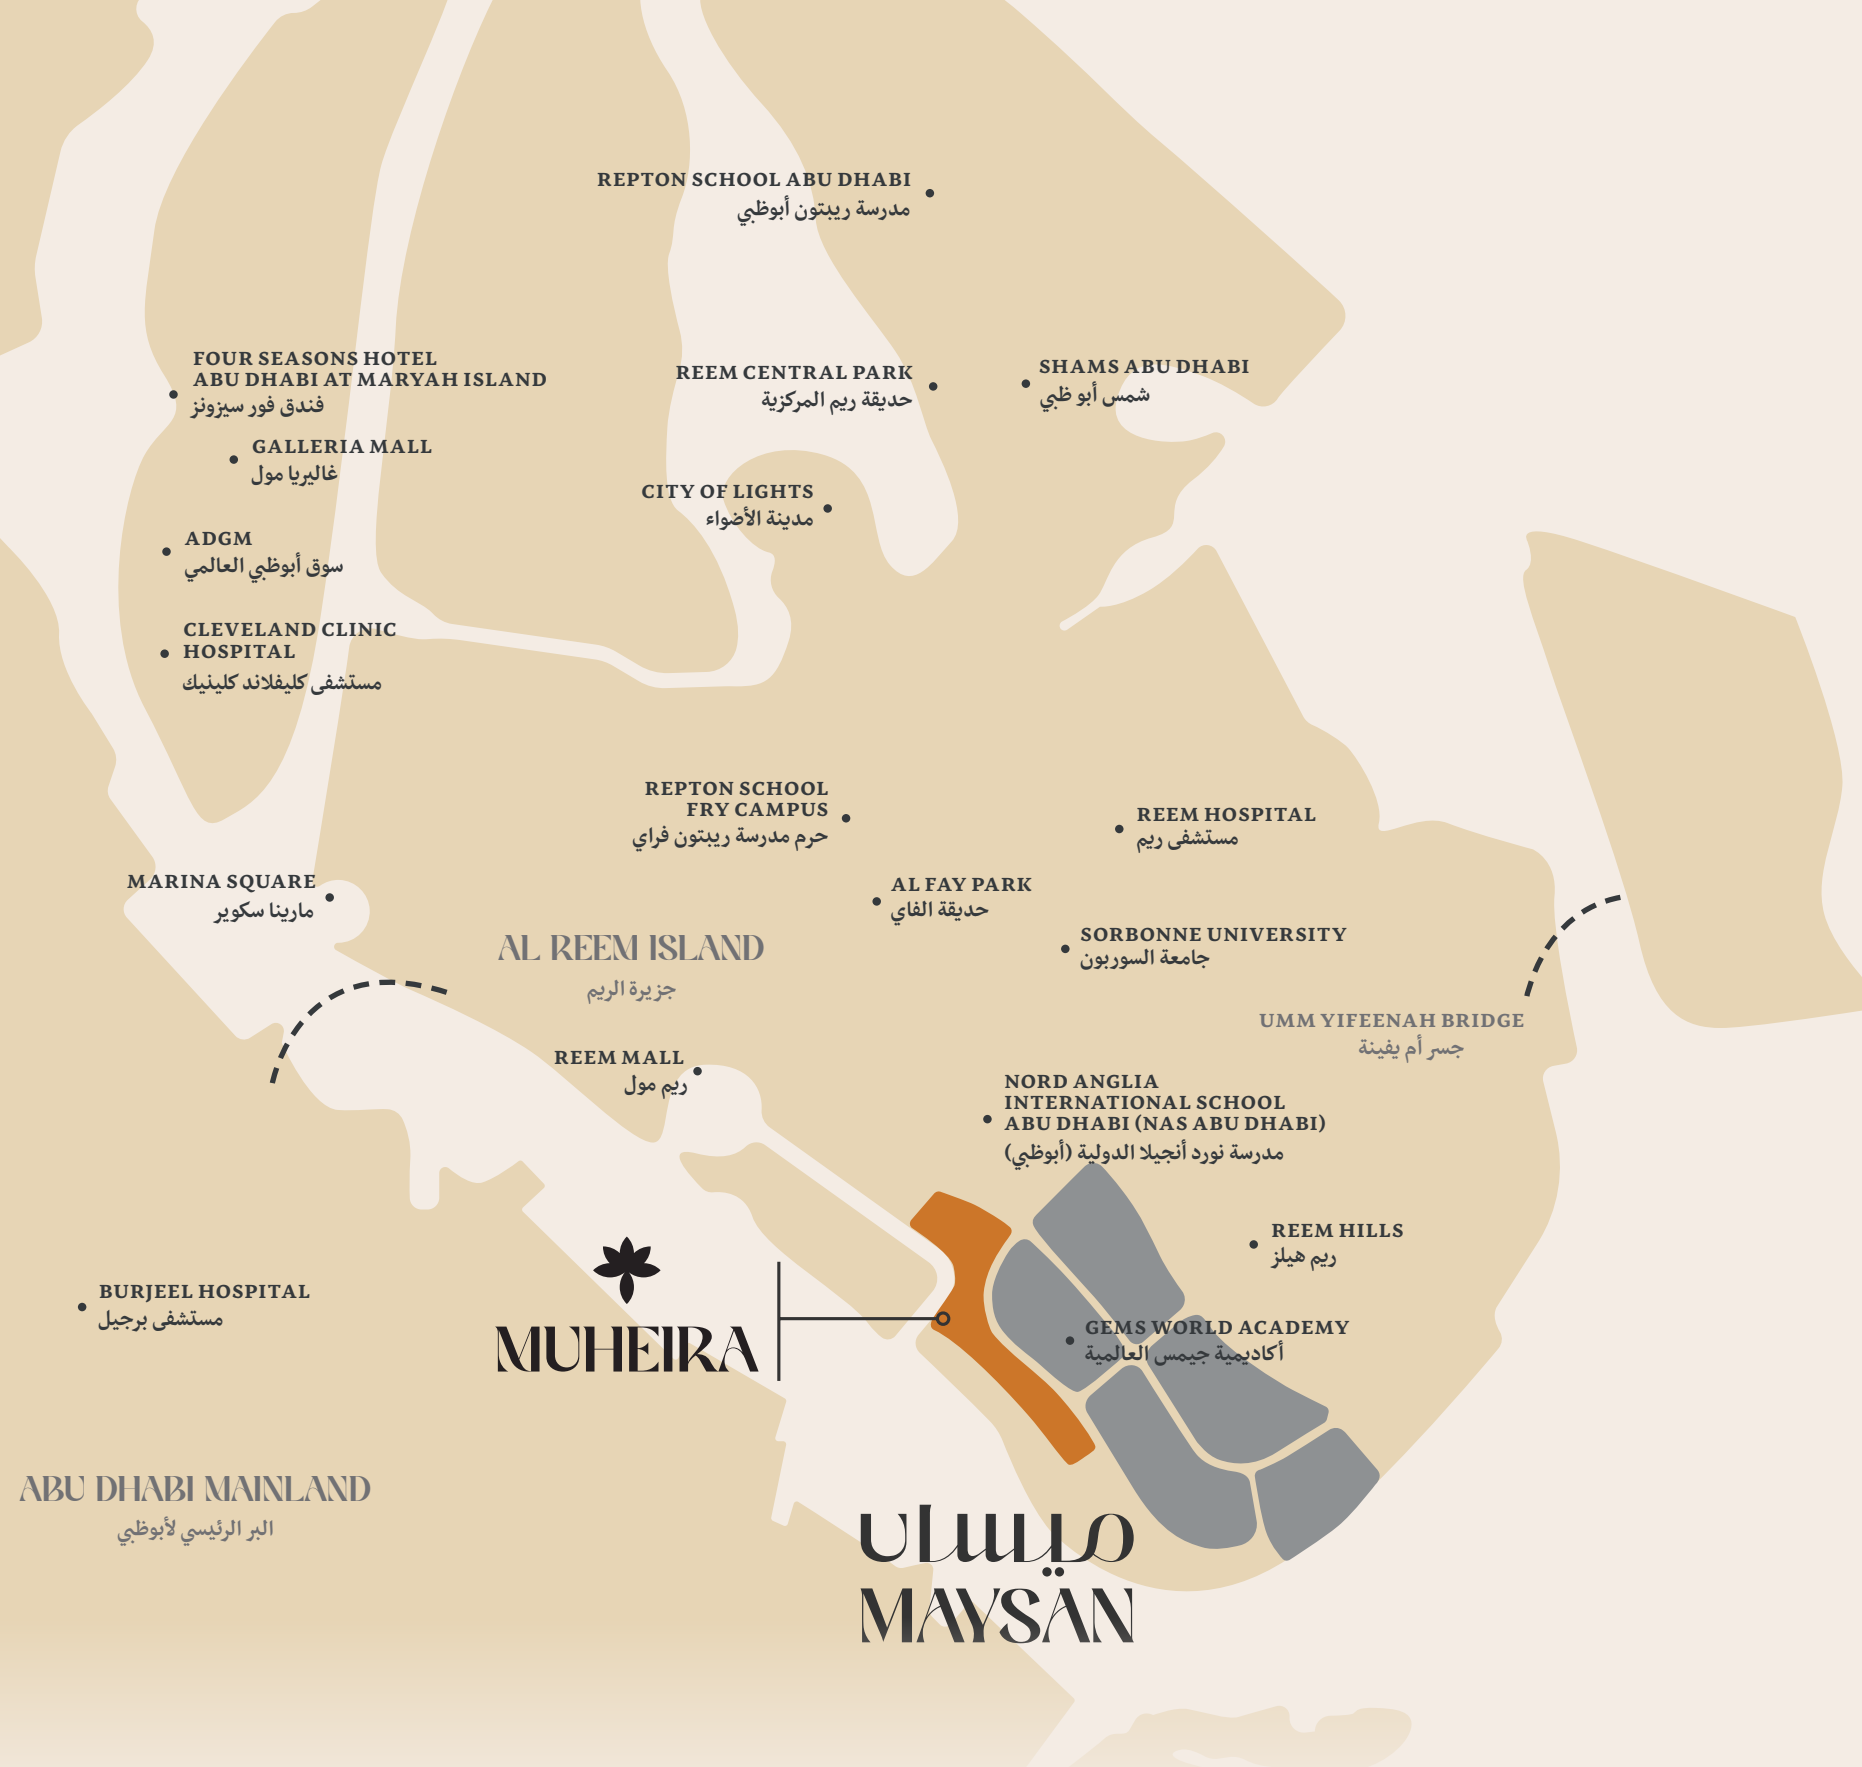 REPTON SCHOOL ABU DHABI
مدرسة ريبتون أبوظبي
FOUR SEASONS HOTEL
ABU DHABI AT MARYAH ISLAND
فندق فور سيزونز
REEM CENTRAL PARK
حديقة ريم المركزية
SHAMS ABU DHABI
شمس أبو ظبي
GALLERIA MALL
غاليريا مول
CITY OF LIGHTS
مدينة الأضواء
ADGM
سوق أبوظبي العالمي
CLEVELAND CLINIC
HOSPITAL
مستشفى كليفلاند كلينيك
REPTON SCHOOL
FRY CAMPUS
حرم مدرسة ريبتون فراي
REEM HOSPITAL
مستشفى ريم
MARINA SQUARE
مارينا سكوير
AL FAY PARK
حديقة الفاي
SORBONNE UNIVERSITY
جامعة السوربون
AL REEM ISLAND
جزيرة الريم
UMM YIFEENAH BRIDGE
جسر أم يفينة
REEM MALL
ريم مول
NORD ANGLIA
INTERNATIONAL SCHOOL
ABU DHABI (NAS ABU DHABI)
مدرسة نورد أنجيلا الدولية (أبوظبي)
REEM HILLS
ريم هيلز
BURJEEL HOSPITAL
مستشفى برجيل
MUHEIRA
GEMS WORLD ACADEMY
أكاديمية جيمس العالمية
ABU DHABI MAINLAND
البر الرئيسي لأبوظبي
ميسان
MAYSAN